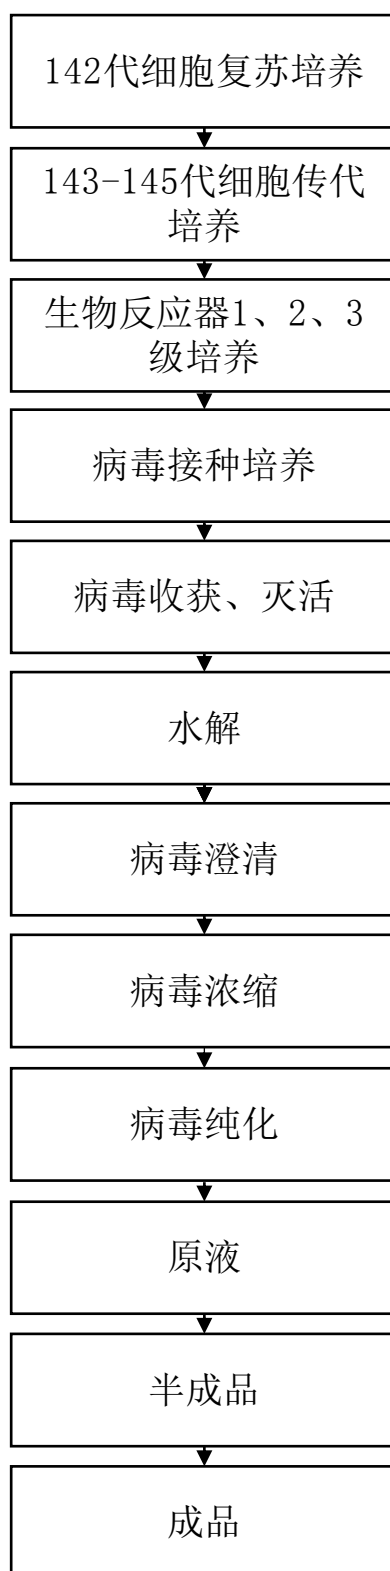 142代细胞复苏培养
143-145代细胞传代
培养
生物反应器1、2、3
级培养
病毒接种培养
病毒收获、灭活
水解
病毒澄清
病毒浓缩
病毒纯化
原液
半成品
成品